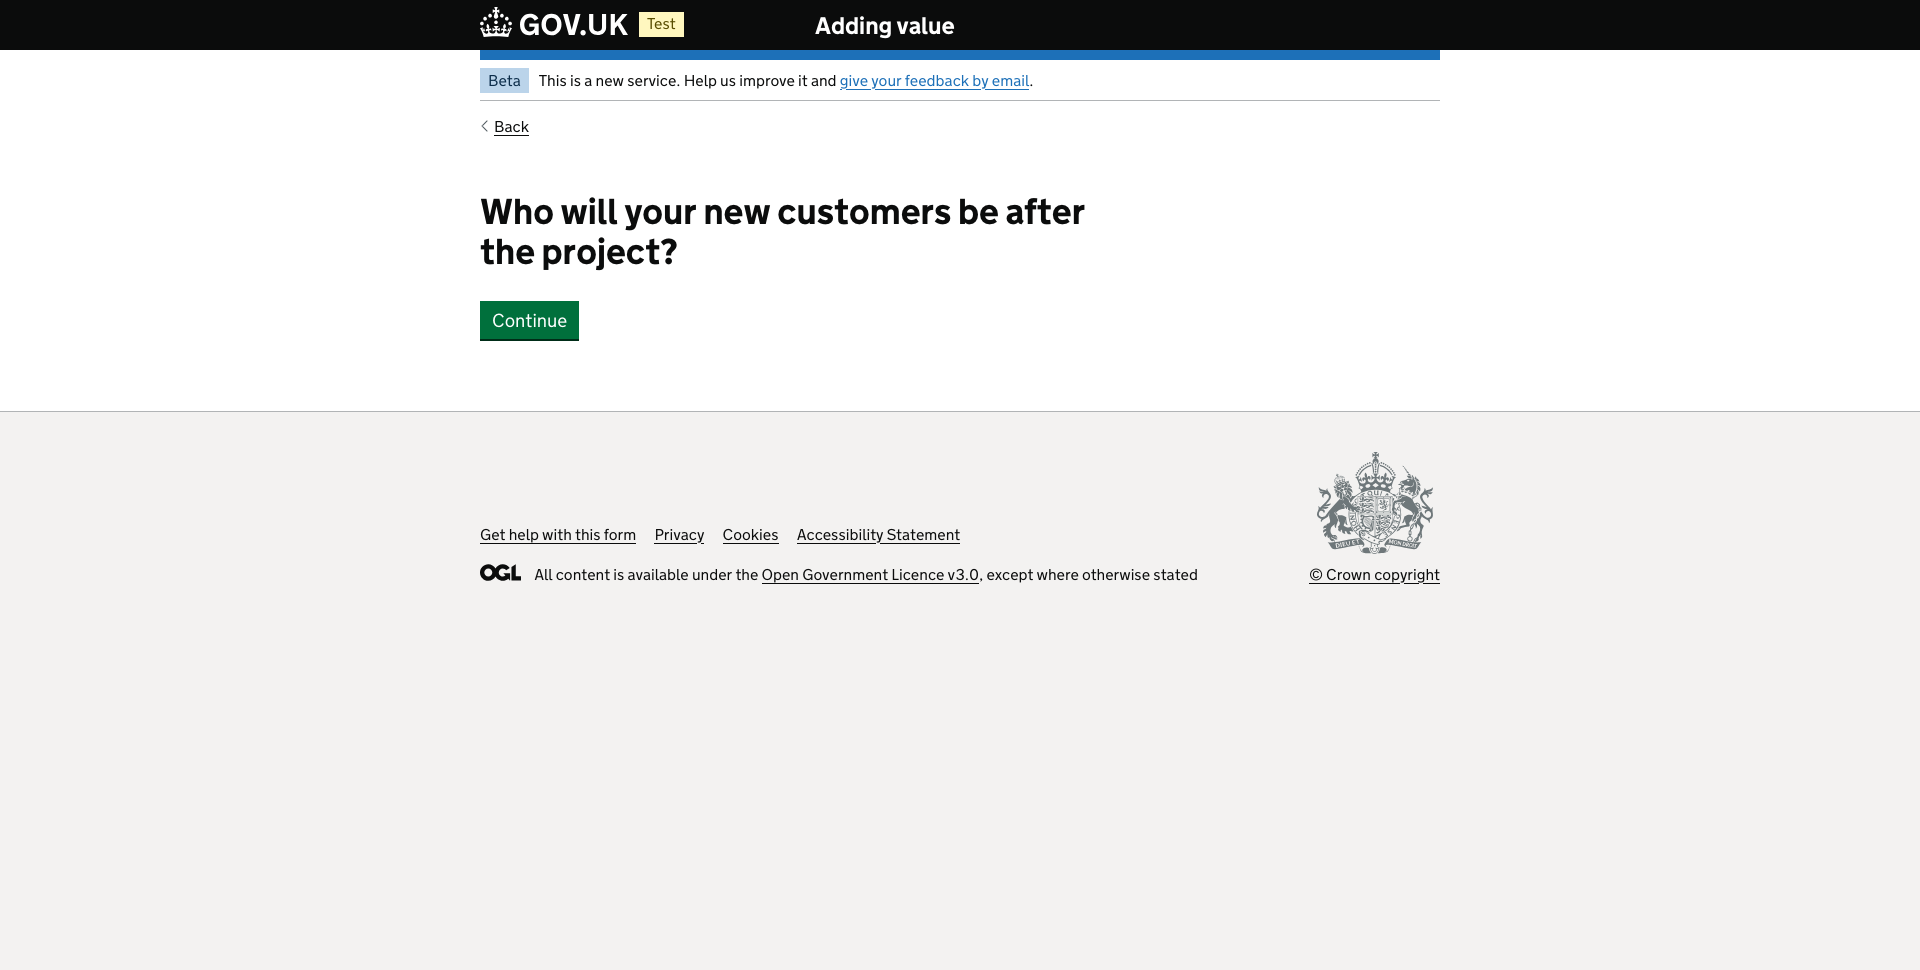 GOV.UK Test Adding value
Beta This is a new service. Help us improve it and give your feedback by email.
Back
Who will your new customers be after
the project?
Continue
Get help with this form Privacy Cookies Accessibility Statement
OGL All content is available under the Open Government Licence v3.0, except where otherwise stated
© Crown copyright